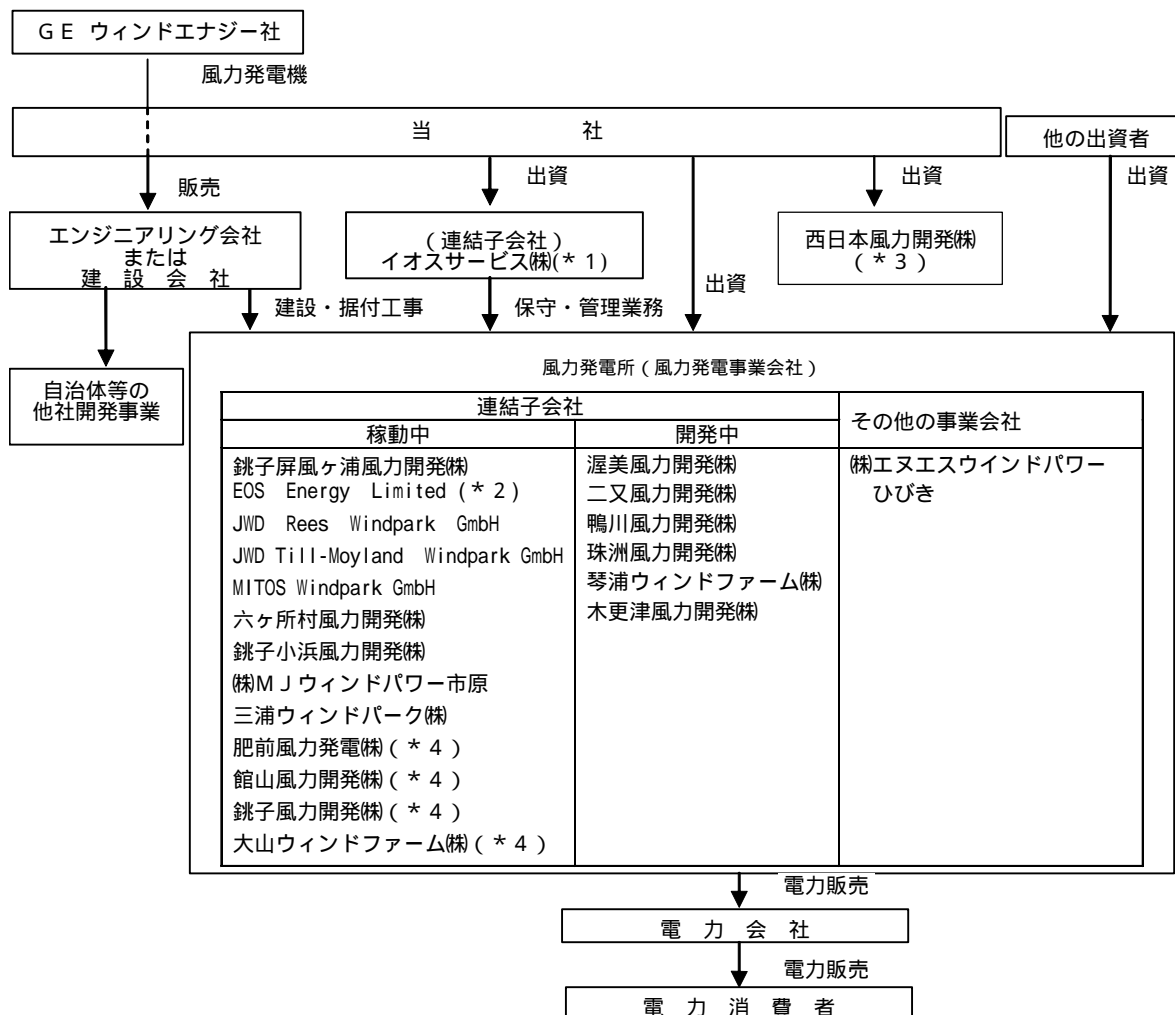 ＧＥ ウィンドエナジー社
風力発電機
当 社
他の出資者
販売
出資
出資
出資
エンジニアリング会社
または
建 設 会 社
（連結子会社）
イオスサービス㈱(＊１)
西日本風力開発㈱
（＊３）
出資
建設・据付工事
保守・管理業務
自治体等の
他社開発事業
風力発電所（風力発電事業会社）
連結子会社
その他の事業会社
稼動中
開発中
銚子屏風ヶ浦風力開発㈱
EOS Energy Limited (＊２)
JWD Rees Windpark GmbH
JWD Till-Moyland Windpark GmbH
MITOS Windpark GmbH
六ヶ所村風力開発㈱
銚子小浜風力開発㈱
㈱ＭＪウィンドパワー市原
三浦ウィンドパーク㈱
肥前風力発電㈱（＊４）
館山風力開発㈱（＊４）
銚子風力開発㈱（＊４）
大山ウィンドファーム㈱（＊４）
渥美風力開発㈱
二又風力開発㈱
鴨川風力開発㈱
珠洲風力開発㈱
琴浦ウィンドファーム㈱
木更津風力開発㈱
㈱エヌエスウインドパワー
ひびき
電力販売
電 力 会 社
電力販売
電 力 消 費 者